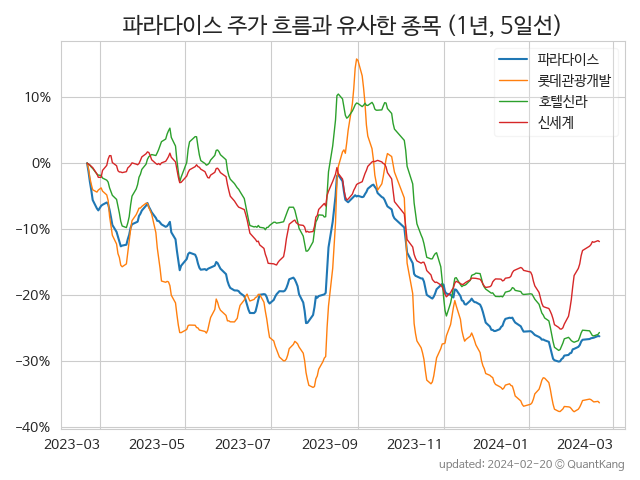 파라다이스 주가 흐름과 유사한 종목 (1년, 5일선)
파라다이스
롯데관광개발
호텔신라
신세계
10%
0%
−10%
−20%
−30%
−40%
2023-03 2023-05 2023-07 2023-09 2023-11 2024-01 2024-03
updated: 2024-02-20 © QuantKang